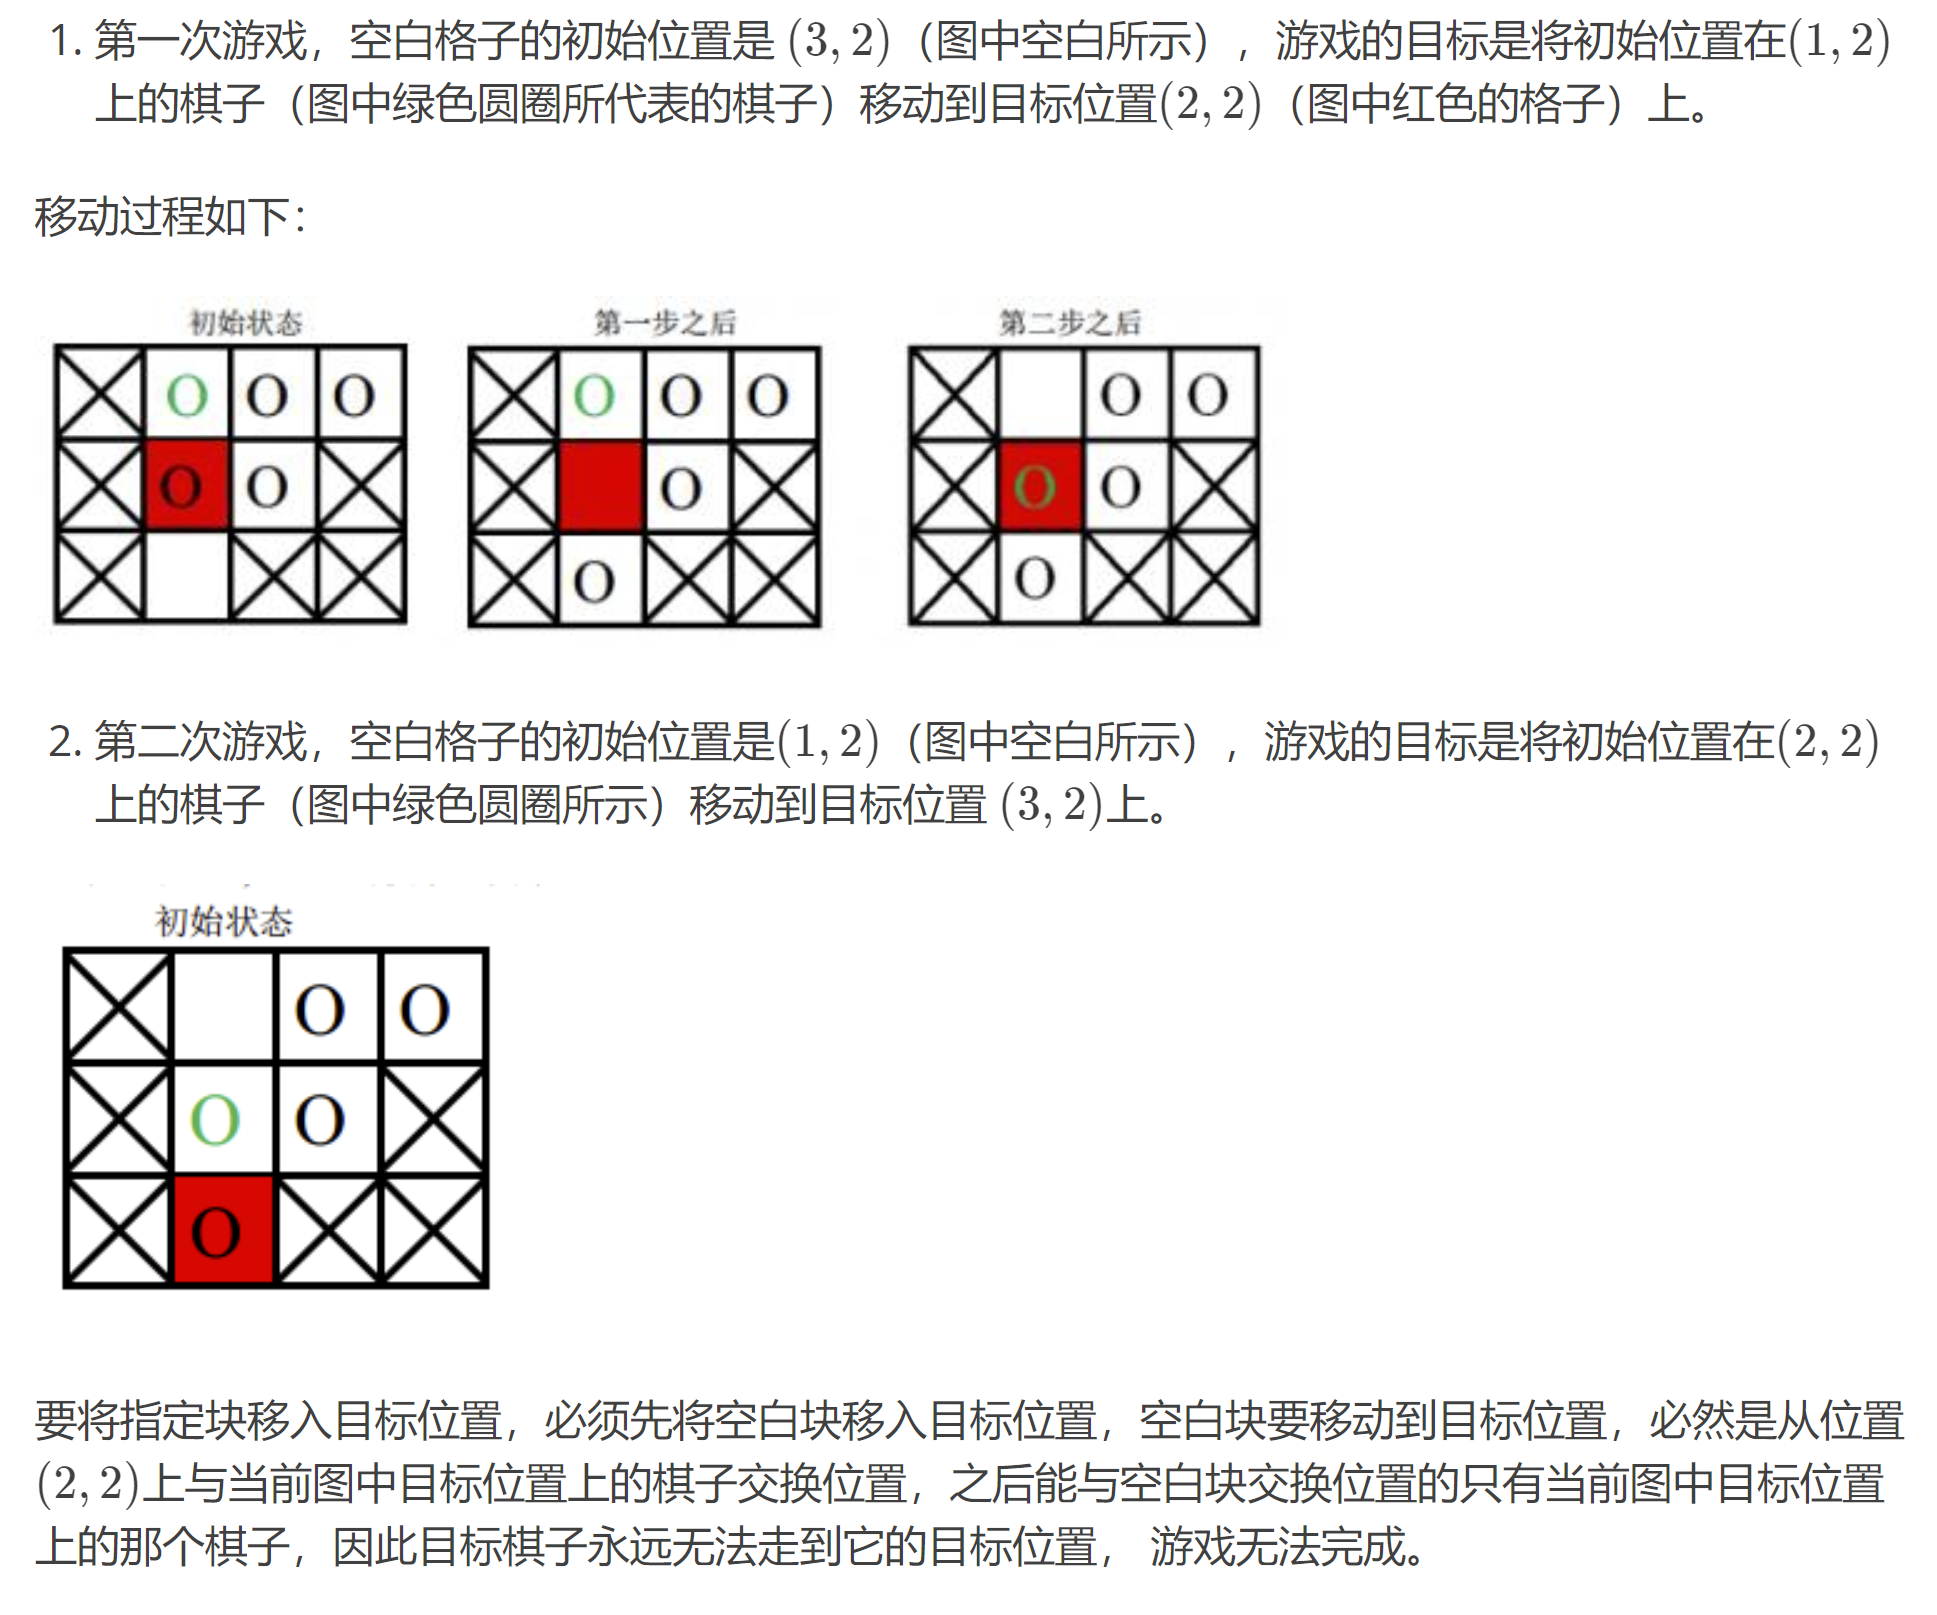 1. 第一次游戏，空白格子的初始位置是 (3, 2)（图中空白所示），游戏的目标是将初始位置在(1, 2)
上的棋子（图中绿色圆圈所代表的棋子）移动到目标位置(2, 2)（图中红色的格子）上。
移动过程如下：
初始状态 第一步之后 第二步之后
O O O O O O O O
O O O O O
O O
2. 第二次游戏，空白格子的初始位置是(1, 2)（图中空白所示），游戏的目标是将初始位置在(2, 2)
上的棋子（图中绿色圆圈所示）移动到目标位置 (3, 2)上。
初始状态
O O
O O
O
要将指定块移入目标位置，必须先将空白块移入目标位置，空白块要移动到目标位置，必然是从位置
(2, 2)上与当前图中目标位置上的棋子交换位置，之后能与空白块交换位置的只有当前图中目标位置
上的那个棋子，因此目标棋子永远无法走到它的目标位置， 游戏无法完成。